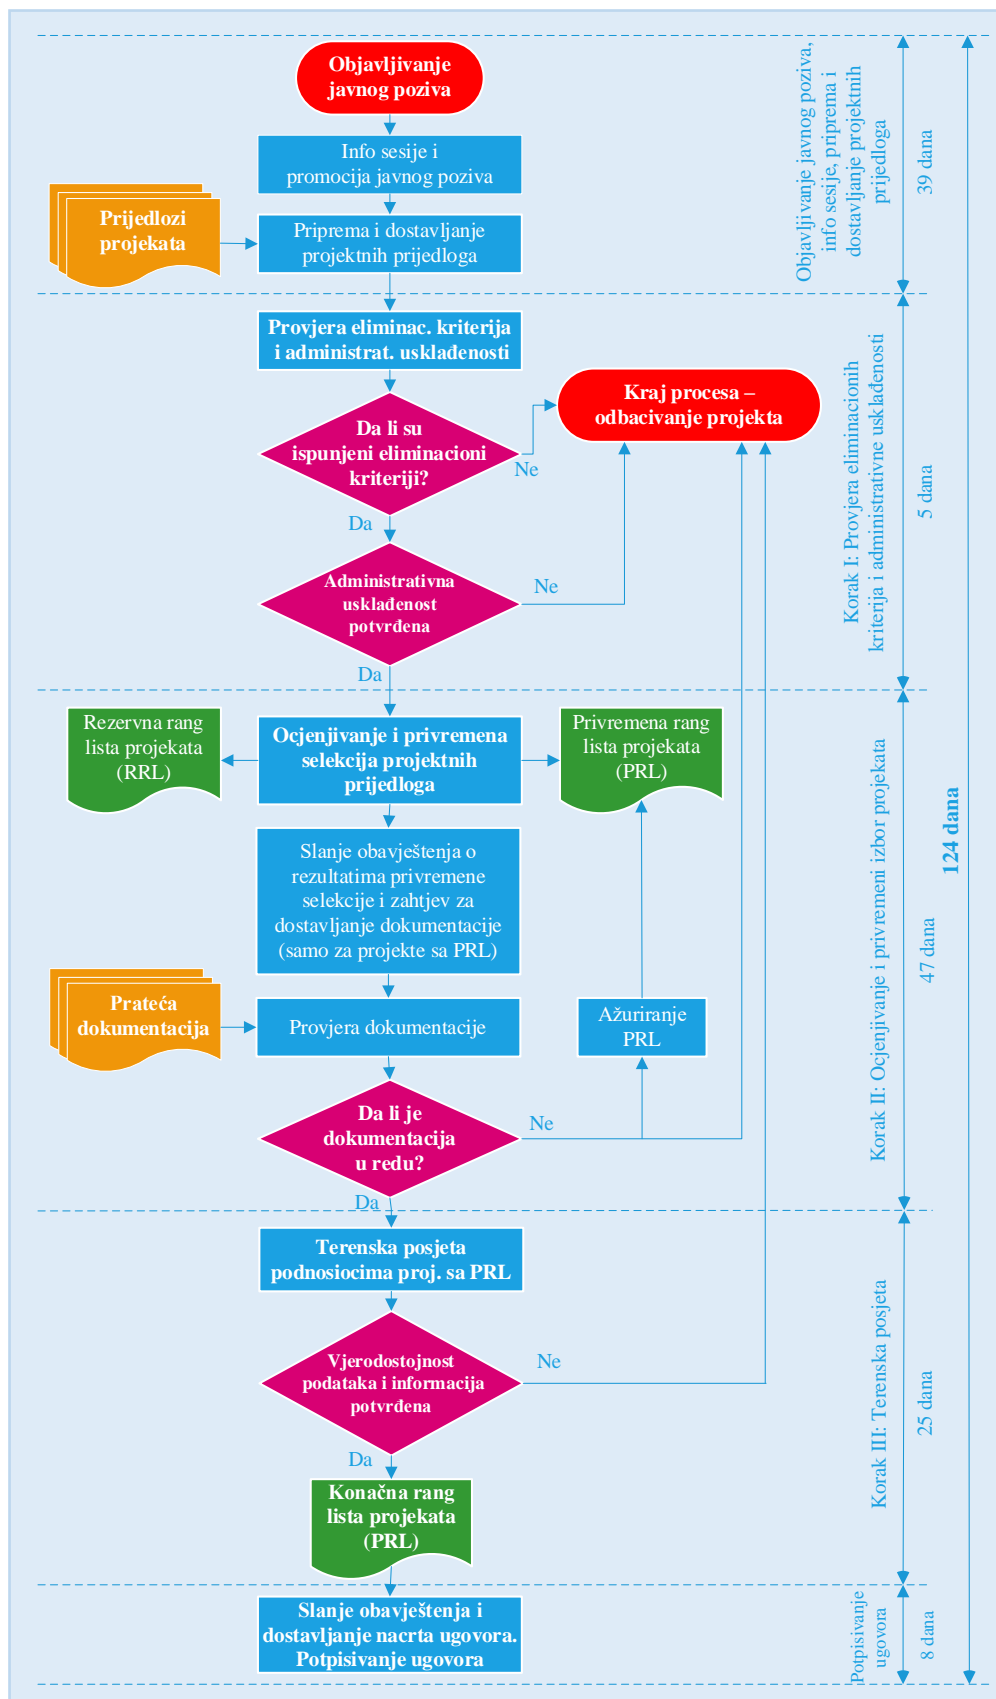 Objavljivanje
javnog poziva
Info sesije i
promocija javnog poziva
Prijedlozi
projekata
Priprema i dostavljanje
projektnih prijedloga
Objavljivanje javnog poziva,
info sesije, priprema i
dostavljanje projektnih
prijedloga
39 dana
Provjera eliminac. kriterija
i administrat. usklađenosti
Kraj procesa –
odbacivanje projekta
Da li su
ispunjeni eliminacioni
kriteriji?
Ne
Da
Administrativna
usklađenost
potvrđena
Ne
Da
Korak I: Provjera eliminacionih
kriterija i administrativne usklađenosti
5 dana
Rezervna rang
lista projekata
(RRL)
Ocjenjivanje i privremena
selekcija projektnih
prijedloga
Privremena rang
lista projekata
(PRL)
Slanje obavještenja o
rezultatima privremene
selekcije i zahtjev za
dostavljanje dokumentacije
(samo za projekte sa PRL)
Prateća
dokumentacija
Provjera dokumentacije
Ažuriranje
PRL
Da li je
dokumentacija
u redu?
Ne
Da
Korak II: Ocjenjivanje i privremeni izbor projekata
47 dana
124 dana
Terenska posjeta
podnosiocima proj. sa PRL
Vjerodostojnost
podataka i informacija
potvrđena
Ne
Da
Konačna rang
lista projekata
(PRL)
Korak III: Terenska posjeta
25 dana
Slanje obavještenja i
dostavljanje nacrta ugovora.
Potpisivanje ugovora
Potpisivanje
ugovora
8 dana